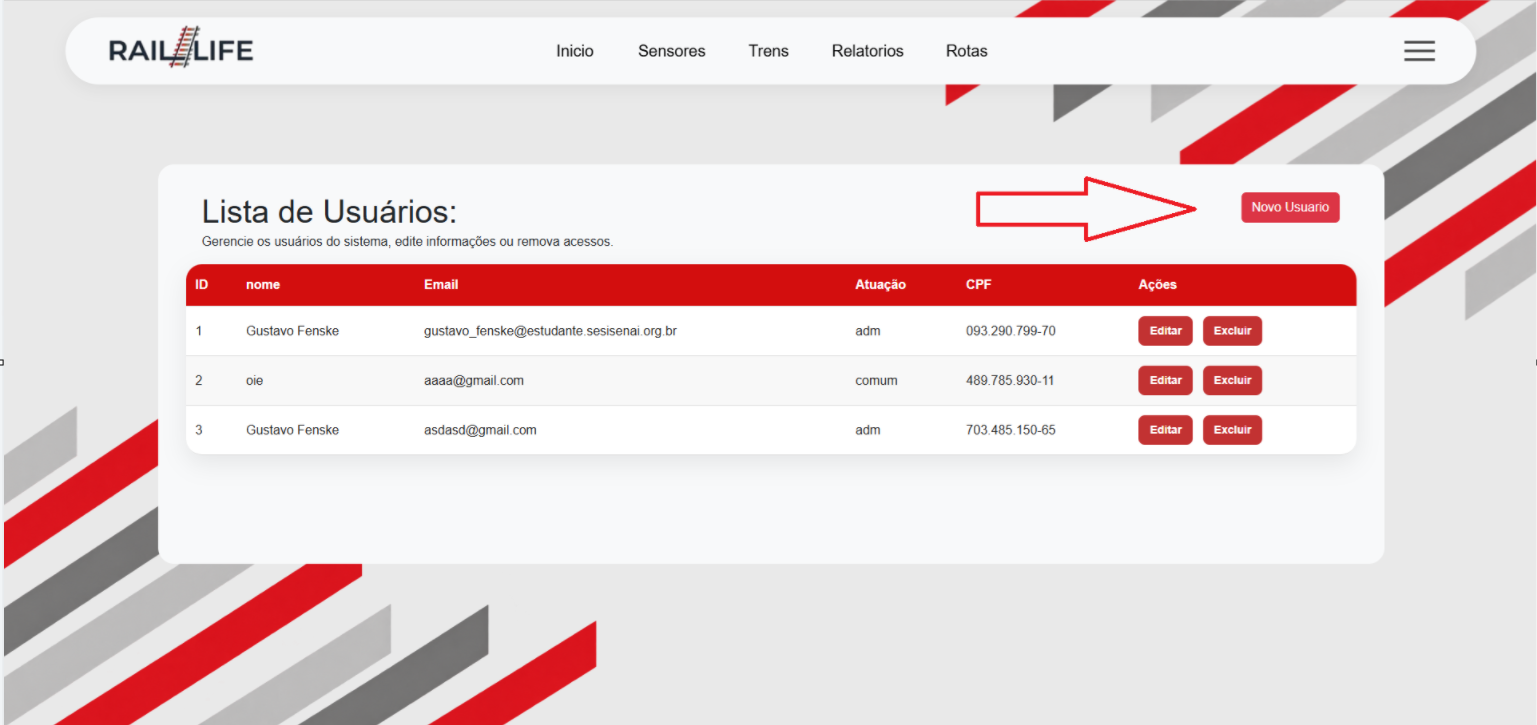 RAIL LIFE Inicio Sensores Trens Relatorios Rotas
Lista de Usuários: Novo Usuario
Gerencie os usuários do sistema, edite informações ou remova acessos.
ID nome Email Atuação CPF Ações
1 Gustavo Fenske gustavo_fenske@estudante.sesisenai.org.br adm 093.290.799-70 Editar Excluir
2 oie aaaa@gmail.com comum 489.785.930-11 Editar Excluir
3 Gustavo Fenske asdasd@gmail.com adm 703.485.150-65 Editar Excluir